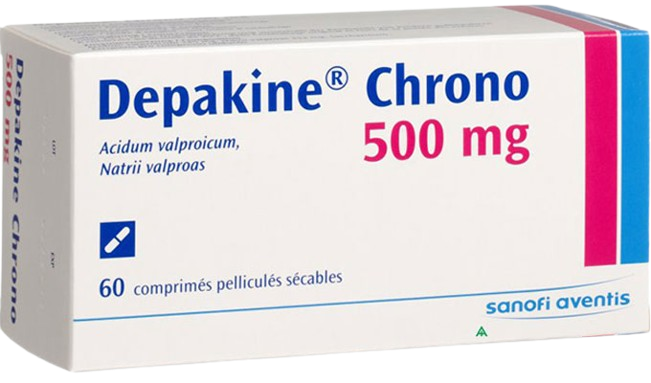 Depakine® Chrono
500 mg
Acidum valproicum,
Natrii valproas
60 comprimés pelliculés sécables
sanofi aventis
Depakine Chrono
500 mg